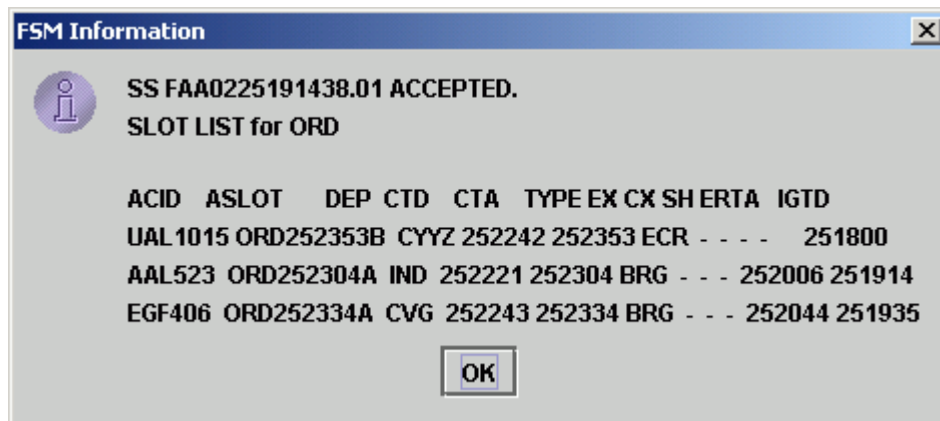 FSM Information
SS FAA0225191438.01 ACCEPTED.
SLOT LIST for ORD
ACID ASLOT DEP CTD CTA TYPE EX CX SH ERTA IGTD
UAL1015 ORD252353B CYYZ 252242 252353 ECR - - - - 251800
AAL523 ORD252304A IND 252221 252304 BRG - - - 252006 251914
EGF406 ORD252334A CVG 252243 252334 BRG - - - 252044 251935
OK